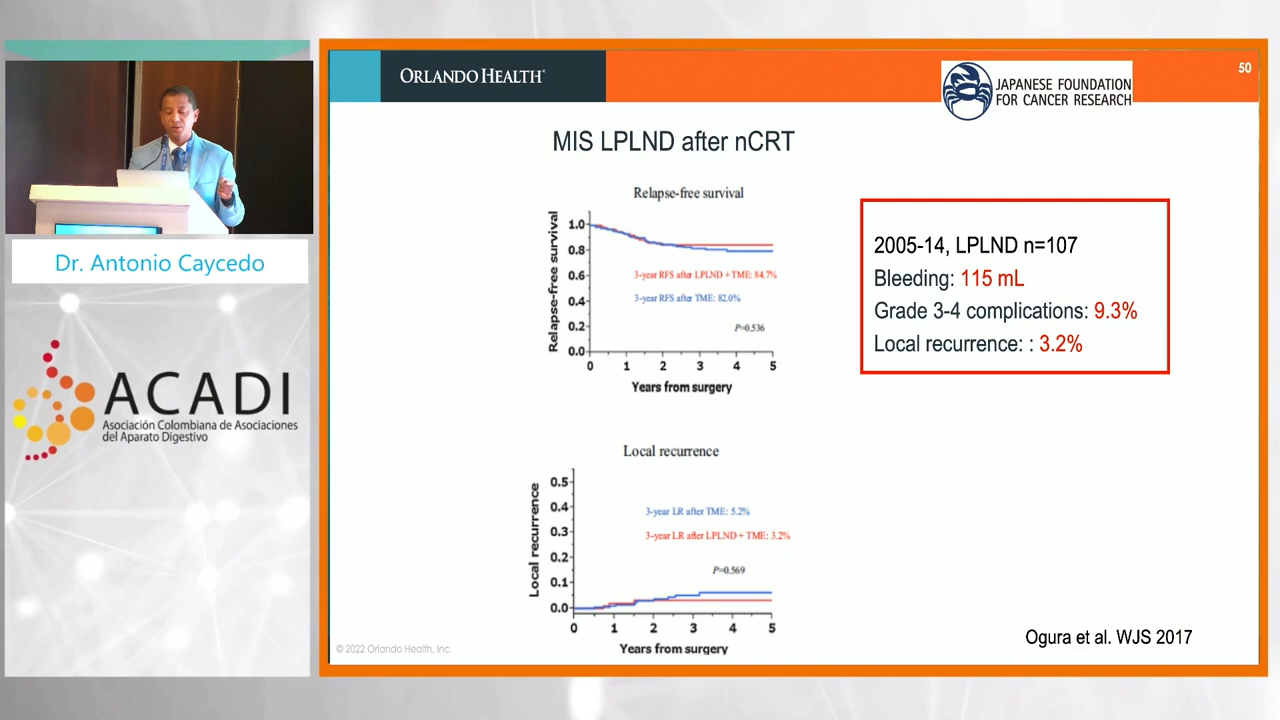 Dr. Antonio Caycedo
ACADI
Asociación Colombiana de Asociaciones
del Aparato Digestivo
ORLANDO HEALTH®
JAPANESE FOUNDATION
FOR CANCER RESEARCH
50
MIS LPLND after nCRT
Relapse-free survival
Relapse-free survival
1.0
0.8
0.6
0.4
0.2
0.0
3-year RFS after LPLND + TME: 84.7%
3-year RFS after TME: 82.0%
P=0.536
0 1 2 3 4 5
Years from surgery
2005-14, LPLND n=107
Bleeding: 115 mL
Grade 3-4 complications: 9.3%
Local recurrence: : 3.2%
Local recurrence
Local recurrence
0.5
0.4
0.3
0.2
0.1
0.0
3-year LR after TME: 5.2%
3-year LR after LPLND + TME: 3.2%
P=0.569
0 1 2 3 4 5
Years from surgery
Ogura et al. WJS 2017
© 2022 Orlando Health, Inc.